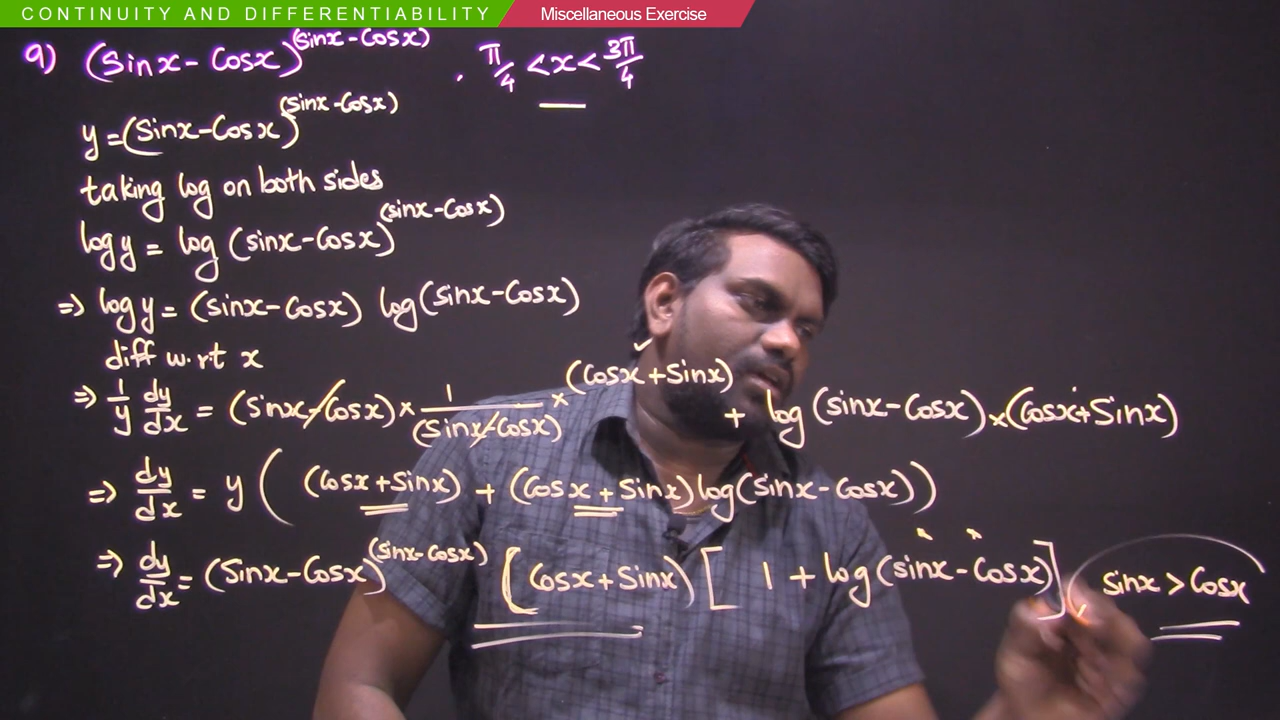 CONTINUITY AND DIFFERENTIABILITY
Miscellaneous Exercise
9) (Sinx - Cosx)^(sinx - Cosx) , π/4 < x < 3π/4
y = (Sinx - Cosx)^(sinx - Cosx)
taking log on both sides
log y = log (sinx - Cosx)^(sinx - Cosx)
⇒ log y = (sinx - Cosx) log(sinx - Cosx)
diff w.r.t x
⇒ 1/y dy/dx = (sinx - Cosx) × 1/(sinx - Cosx) × (Cosx + Sinx) + log (sinx - Cosx) × (Cosx + Sinx)
⇒ dy/dx = y ( (Cosx + Sinx) + (Cosx + Sinx) log(sinx - Cosx) )
⇒ dy/dx = (Sinx - Cosx)^(sinx - Cosx) [ Cosx + Sinx) [ 1 + log (sinx - Cosx) ] ( sinx > Cosx